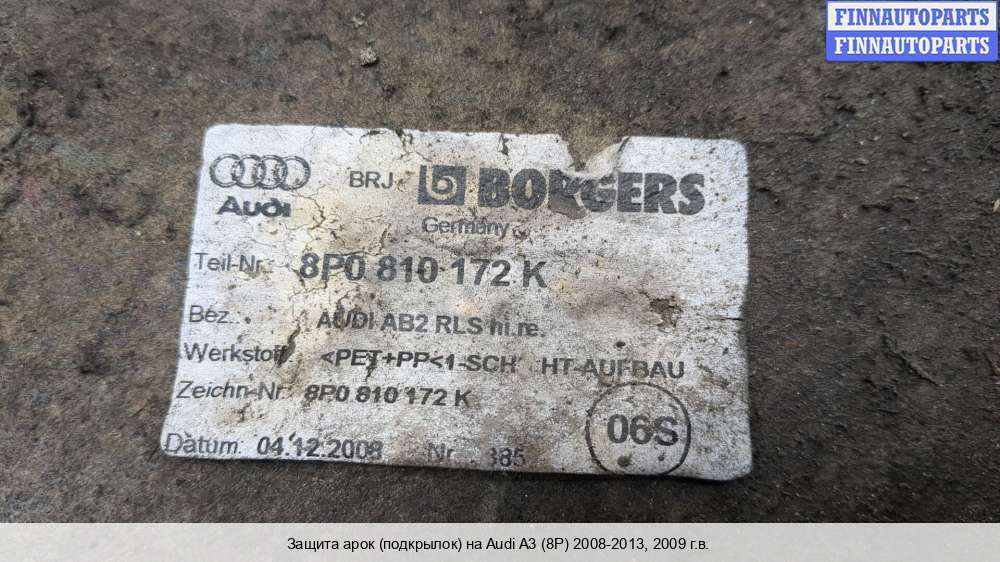 FINNAUTOPARTS
FINNAUTOPARTS
Audi BRJ BORGERS
Germany
Teil-Nr.: 8P0 810 172 K
Bez.: AUDI AB2 RLS hi.re.
Werkstoff: <PET+PP<1-SCH HT-AUFBAU
Zeichn-Nr. 8P0 810 172 K
06S
Datum: 04.12.2008 Nr. 85
Защита арок (подкрылок) на Audi A3 (8P) 2008-2013, 2009 г.в.